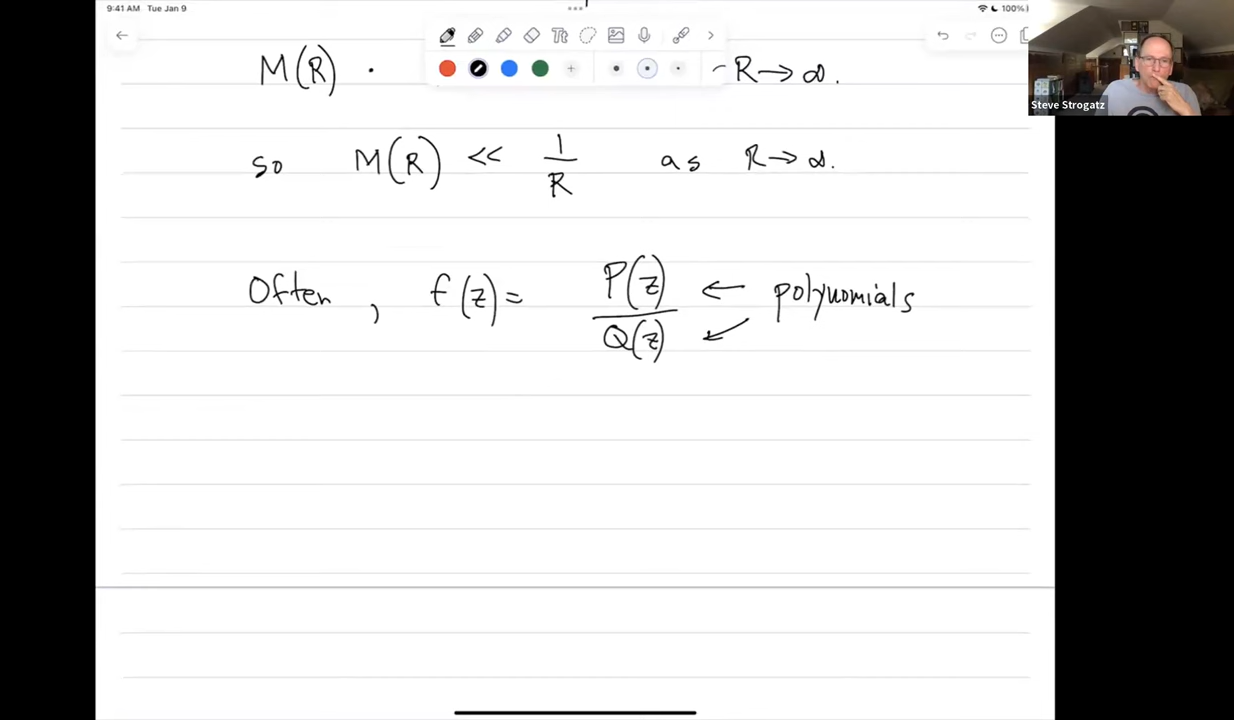 9:41 AM Tue Jan 9
100%
M(R) · R → ∞.
Steve Strogatz
so M(R) << 1/R as R → ∞.
Often, f(z) = P(z)/Q(z) ← polynomials